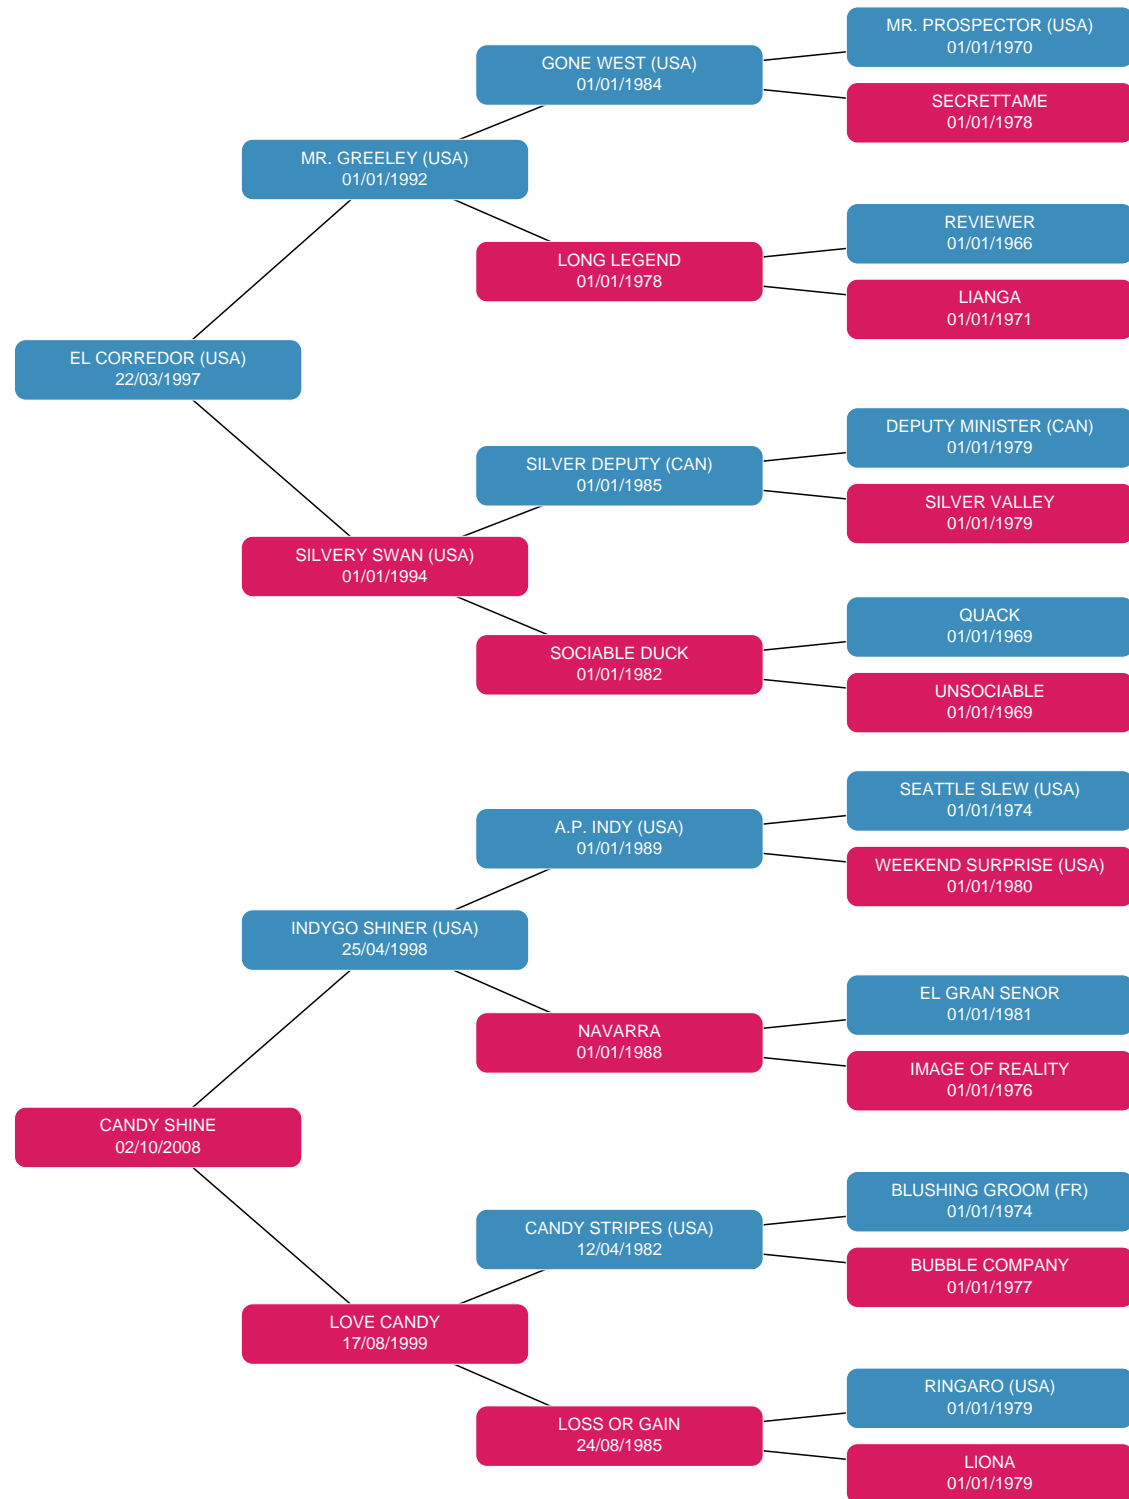 MR. PROSPECTOR (USA)
01/01/1970
GONE WEST (USA)
01/01/1984
SECRETTAME
01/01/1978
MR. GREELEY (USA)
01/01/1992
REVIEWER
01/01/1966
LONG LEGEND
01/01/1978
LIANGA
01/01/1971
EL CORREDOR (USA)
22/03/1997
DEPUTY MINISTER (CAN)
01/01/1979
SILVER DEPUTY (CAN)
01/01/1985
SILVER VALLEY
01/01/1979
SILVERY SWAN (USA)
01/01/1994
QUACK
01/01/1969
SOCIABLE DUCK
01/01/1982
UNSOCIABLE
01/01/1969
SEATTLE SLEW (USA)
01/01/1974
A.P. INDY (USA)
01/01/1989
WEEKEND SURPRISE (USA)
01/01/1980
INDYGO SHINER (USA)
25/04/1998
EL GRAN SENOR
01/01/1981
NAVARRA
01/01/1988
IMAGE OF REALITY
01/01/1976
CANDY SHINE
02/10/2008
BLUSHING GROOM (FR)
01/01/1974
CANDY STRIPES (USA)
12/04/1982
BUBBLE COMPANY
01/01/1977
LOVE CANDY
17/08/1999
RINGARO (USA)
01/01/1979
LOSS OR GAIN
24/08/1985
LIONA
01/01/1979